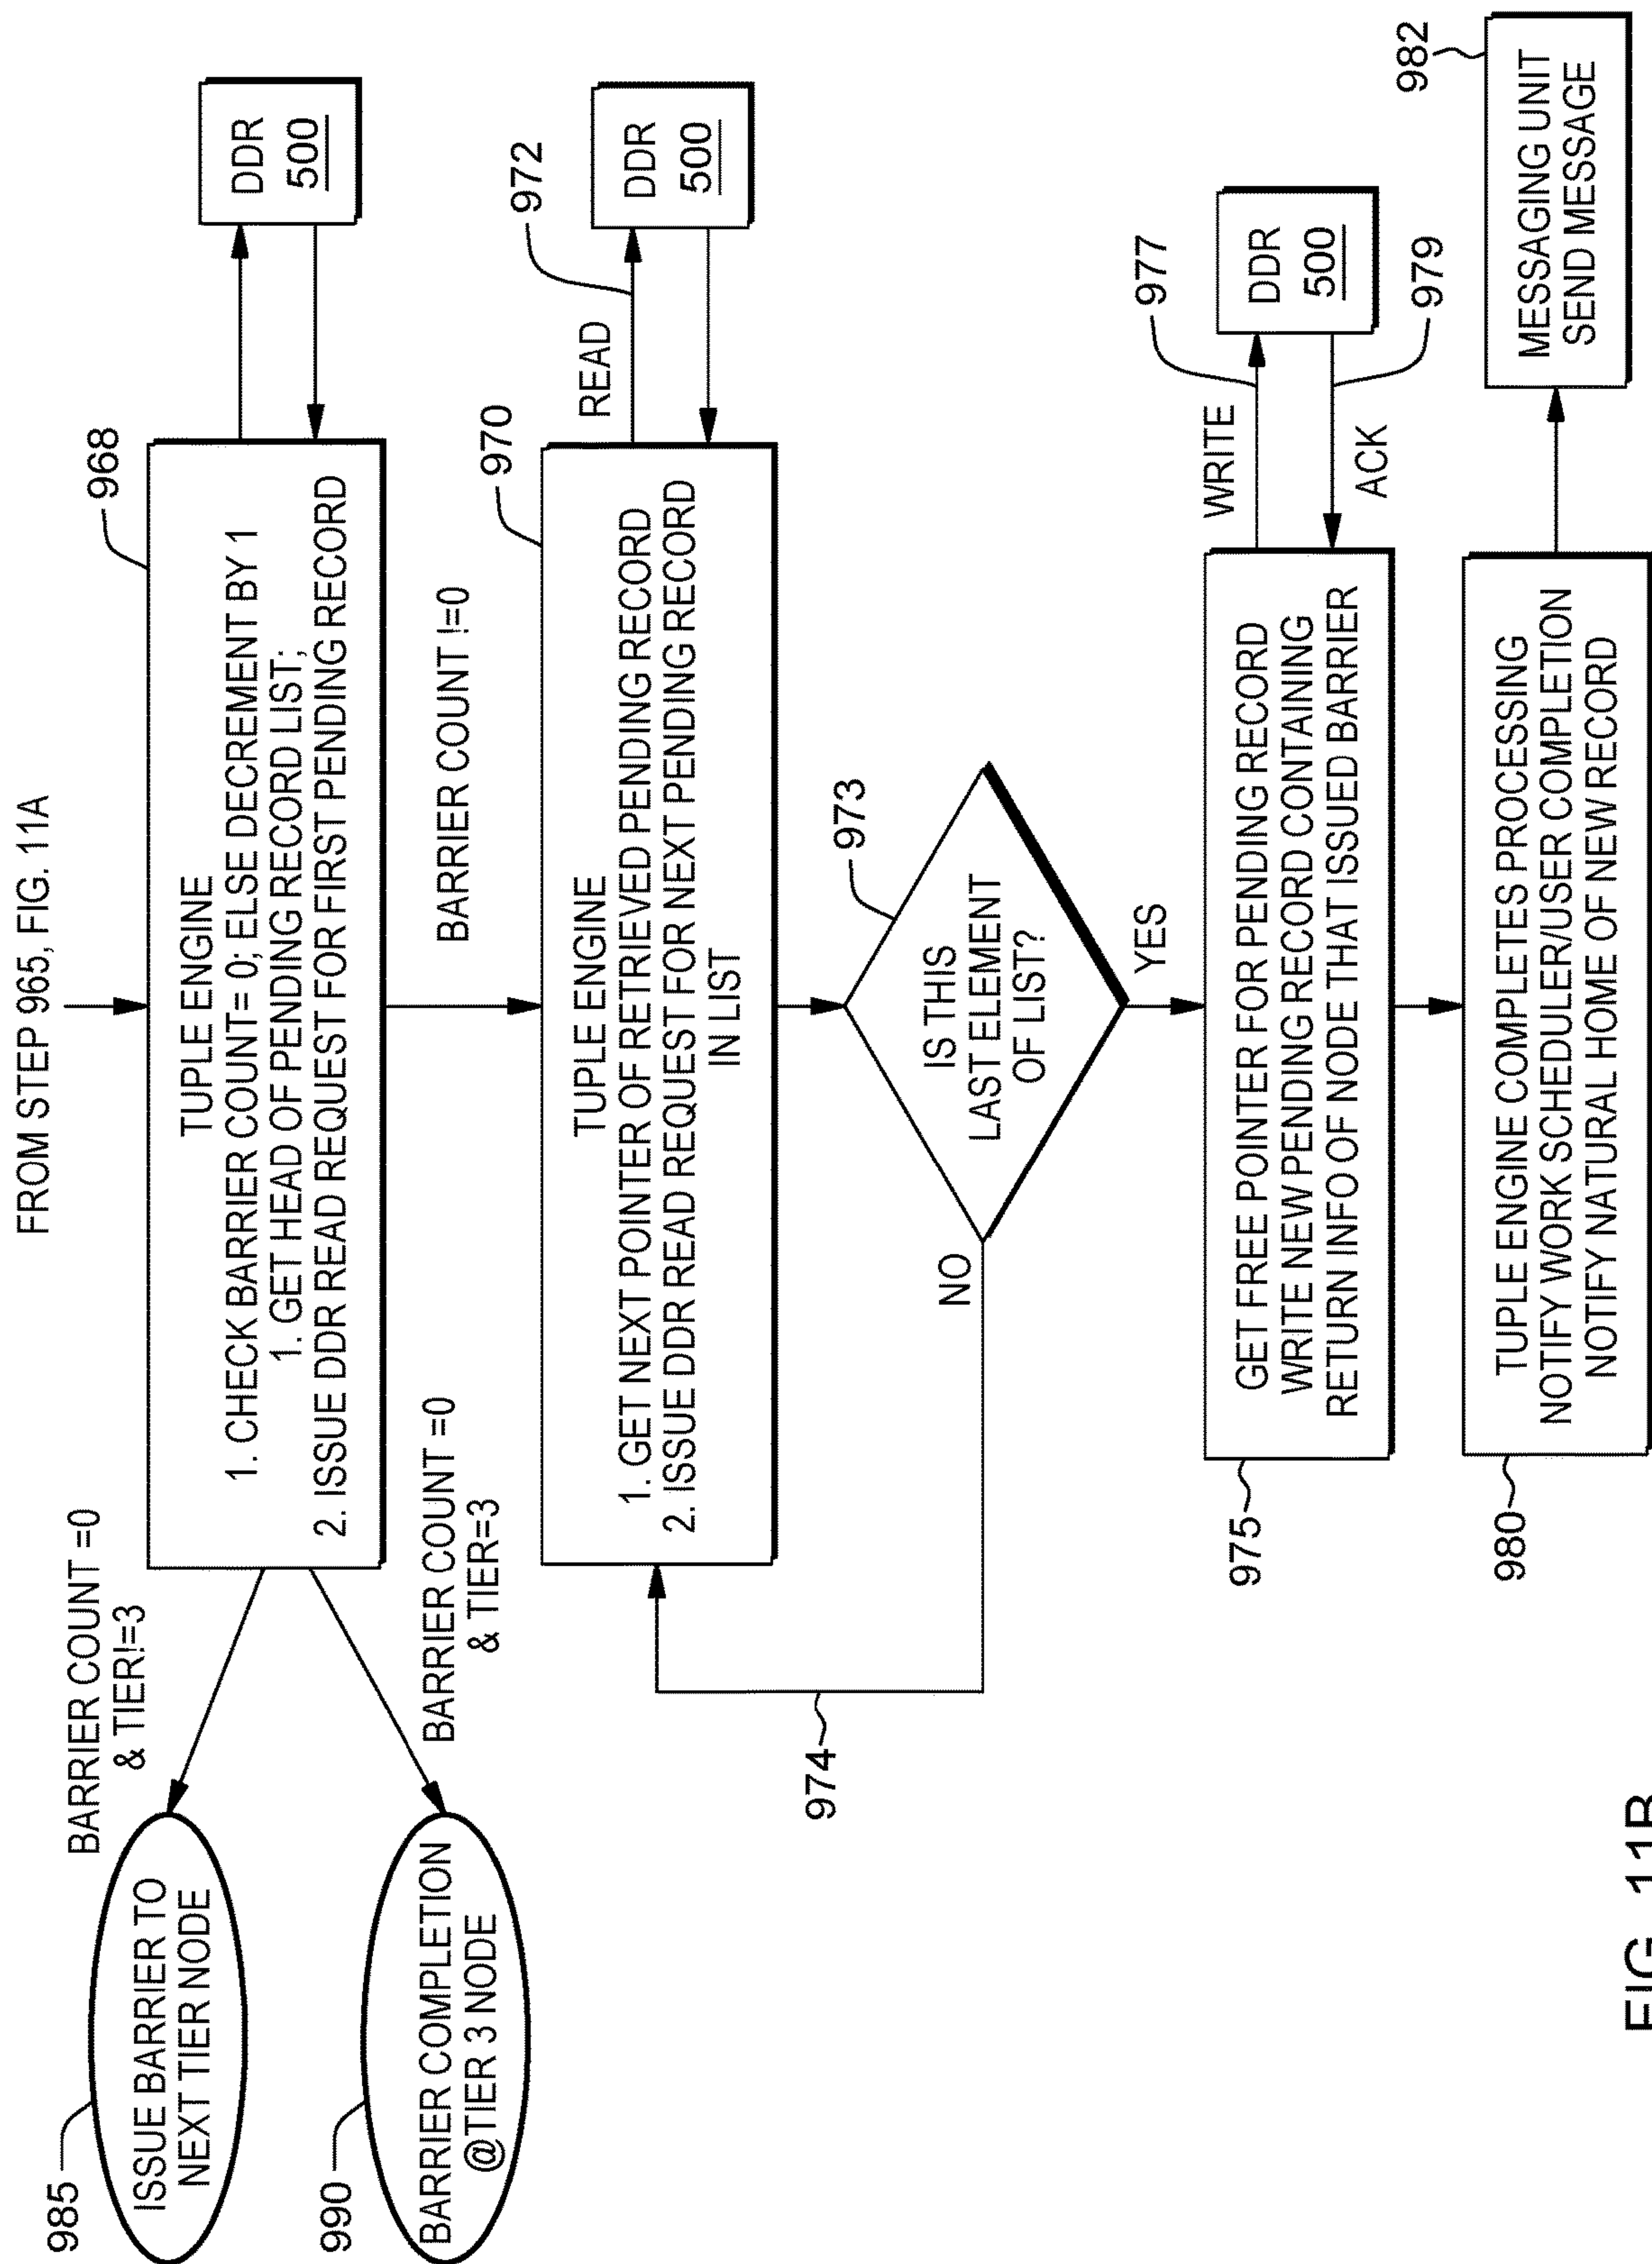 FROM STEP 965, FIG. 11A
968
TUPLE ENGINE
1. CHECK BARRIER COUNT= 0; ELSE DECREMENT BY 1
1. GET HEAD OF PENDING RECORD LIST;
2. ISSUE DDR READ REQUEST FOR FIRST PENDING RECORD
DDR
500
BARRIER COUNT =0
& TIER!=3
985
ISSUE BARRIER TO
NEXT TIER NODE
BARRIER COUNT =0
& TIER=3
990
BARRIER COMPLETION
@TIER 3 NODE
BARRIER COUNT !=0
970
TUPLE ENGINE
1. GET NEXT POINTER OF RETRIEVED PENDING RECORD
2. ISSUE DDR READ REQUEST FOR NEXT PENDING RECORD
IN LIST
READ
972
DDR
500
973
IS THIS
LAST ELEMENT
OF LIST?
NO
974
YES
975
GET FREE POINTER FOR PENDING RECORD
WRITE NEW PENDING RECORD CONTAINING
RETURN INFO OF NODE THAT ISSUED BARRIER
WRITE
977
DDR
500
ACK
979
980
TUPLE ENGINE COMPLETES PROCESSING
NOTIFY WORK SCHEDULER/USER COMPLETION
NOTIFY NATURAL HOME OF NEW RECORD
982
MESSAGING UNIT
SEND MESSAGE
FIG. 11B